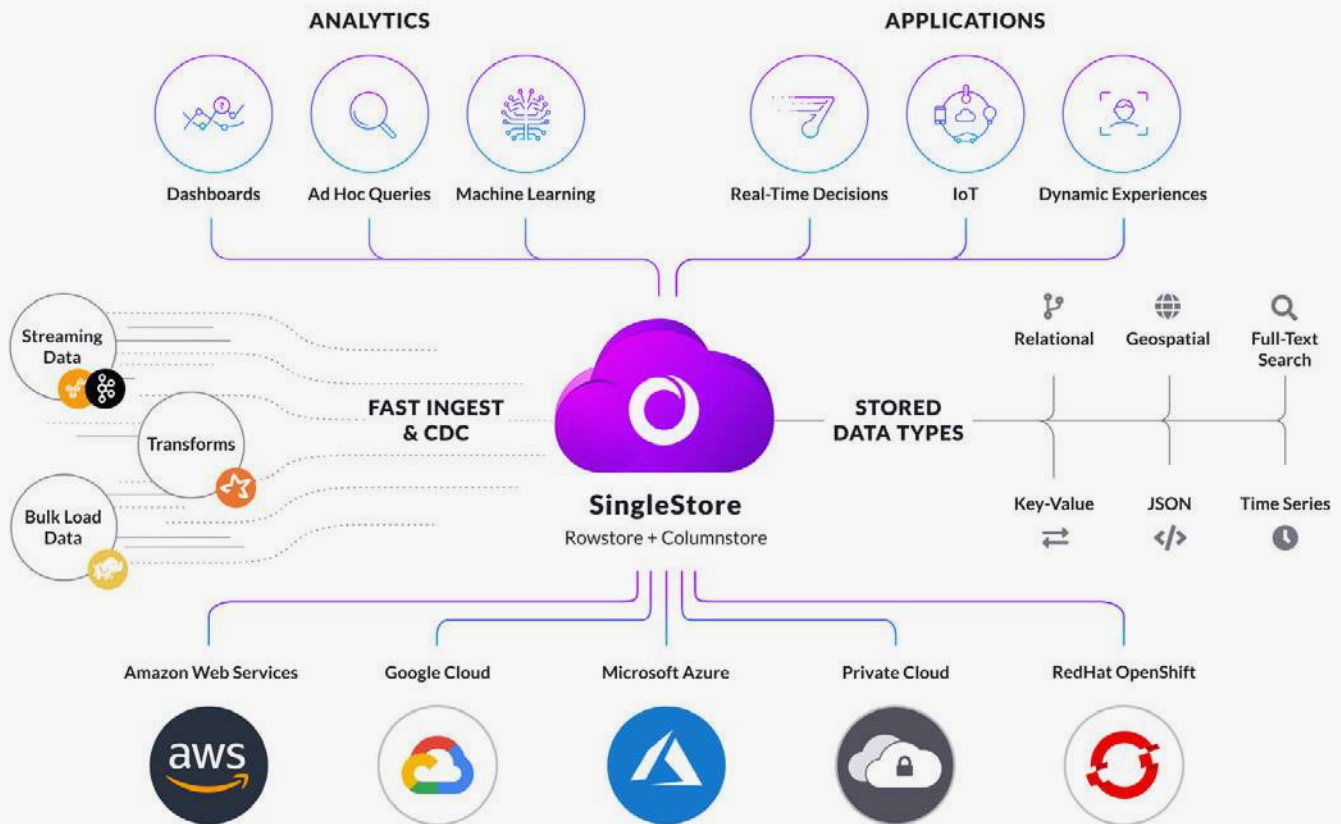 ANALYTICS
APPLICATIONS
?
Dashboards
Ad Hoc Queries
Machine Learning
Real-Time Decisions
IoT
Dynamic Experiences
Streaming
Data
Transforms
Bulk Load
Data
FAST INGEST
& CDC
SingleStore
Rowstore + Columnstore
STORED
DATA TYPES
Relational
Geospatial
Full-Text
Search
Key-Value
JSON
Time Series
</>
Amazon Web Services
Google Cloud
Microsoft Azure
Private Cloud
RedHat OpenShift
aws